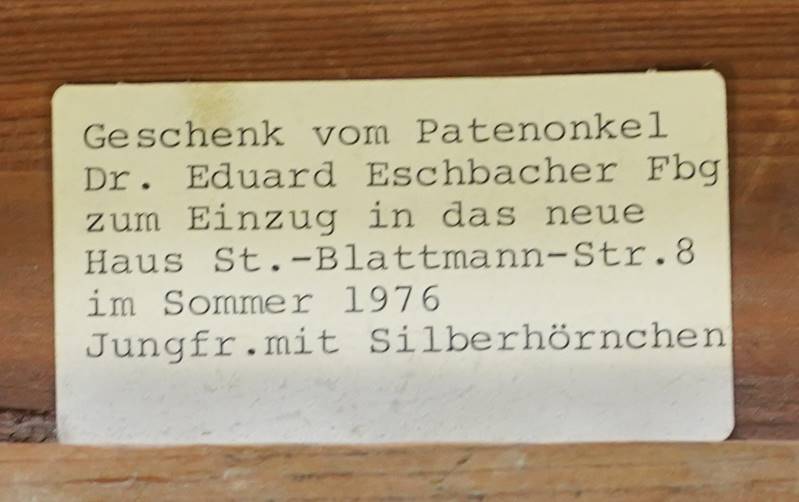 Geschenk vom Patenonkel
Dr. Eduard Eschbacher Fbg
zum Einzug in das neue
Haus St.-Blattmann-Str.8
im Sommer 1976
Jungfr.mit Silberhörnchen